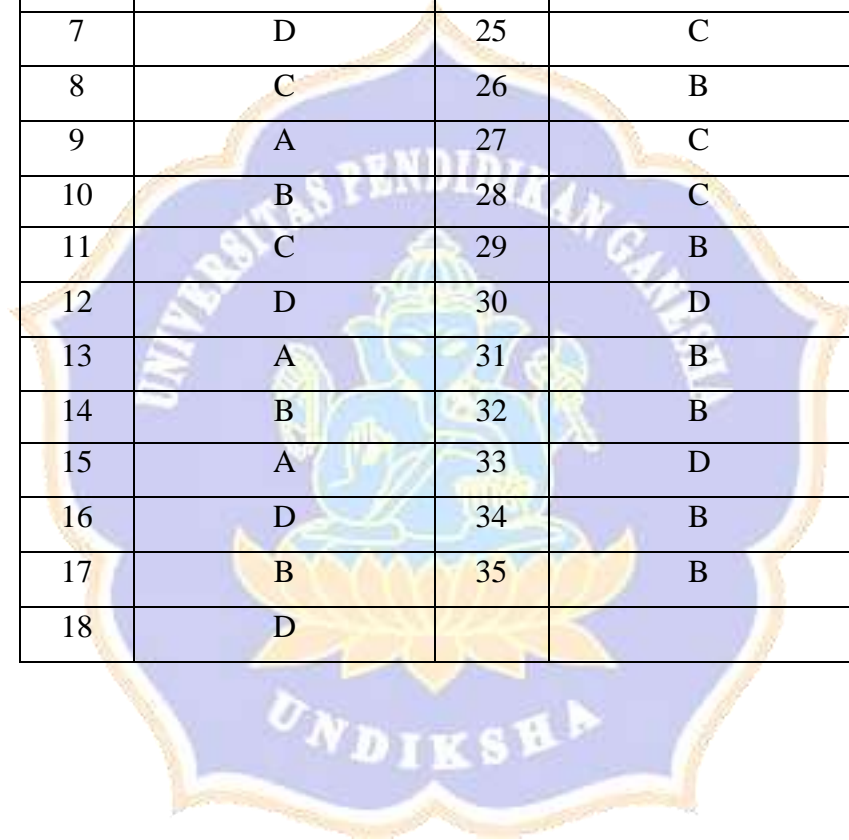 7 D 25 C
8 C 26 B
9 A 27 C
10 B 28 C
11 C 29 B
12 D 30 D
13 A 31 B
14 B 32 B
15 A 33 D
16 D 34 B
17 B 35 B
18 D
UNIVERSITAS PENDIDIKAN GANESHA
UNDIKSHA